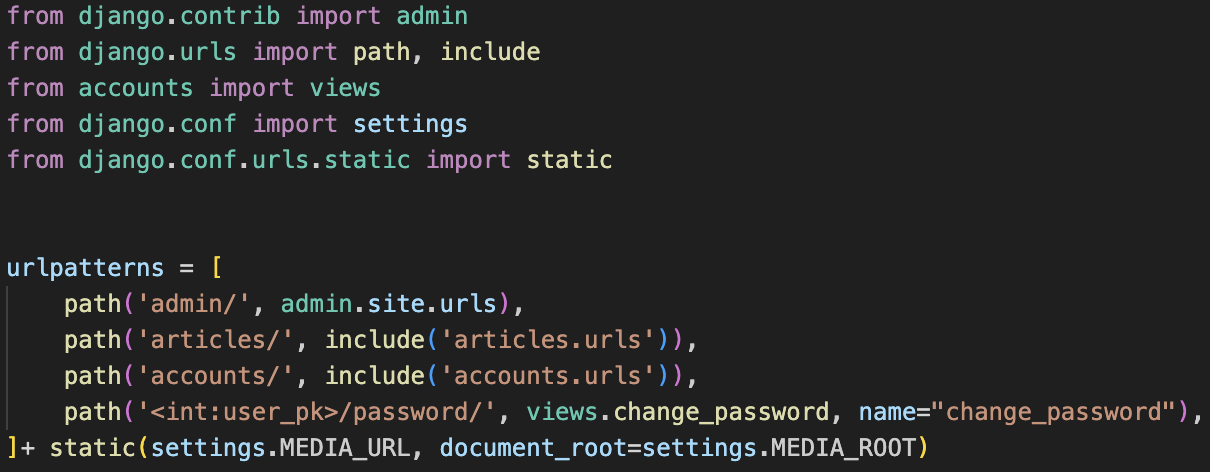 from django.contrib import admin
from django.urls import path, include
from accounts import views
from django.conf import settings
from django.conf.urls.static import static
urlpatterns = [
    path('admin/', admin.site.urls),
    path('articles/', include('articles.urls')),
    path('accounts/', include('accounts.urls')),
    path('<int:user_pk>/password/', views.change_password, name="change_password"),
]+ static(settings.MEDIA_URL, document_root=settings.MEDIA_ROOT)